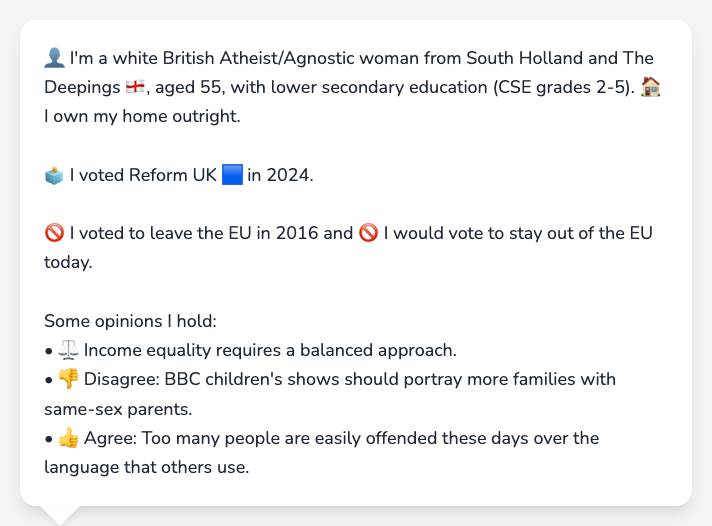 👤 I'm a white British Atheist/Agnostic woman from South Holland and The
Deepings 🏴󠁧󠁢󠁥󠁮󠁧󠁿, aged 55, with lower secondary education (CSE grades 2-5). 🏠
I own my home outright.
🗳️ I voted Reform UK 🟦 in 2024.
🚫 I voted to leave the EU in 2016 and 🚫 I would vote to stay out of the EU
today.
Some opinions I hold:
• ⚖️ Income equality requires a balanced approach.
• 👎 Disagree: BBC children's shows should portray more families with
same-sex parents.
• 👍 Agree: Too many people are easily offended these days over the
language that others use.